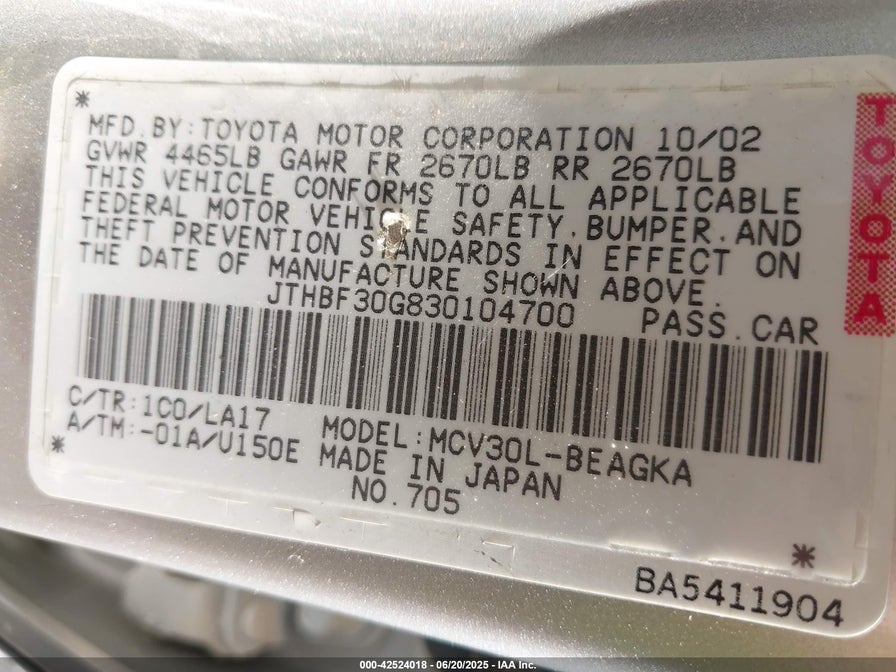 *
MFD.BY:TOYOTA MOTOR CORPORATION 10/02
GVWR 4465LB GAWR FR 2670LB RR 2670LB
THIS VEHICLE CONFORMS TO ALL APPLICABLE
FEDERAL MOTOR VEHICLE SAFETY.BUMPER.AND
THEFT PREVENTION STANDARDS IN EFFECT ON
THE DATE OF MANUFACTURE SHOWN ABOVE.
JTHBF30G830104700 PASS.CAR
C/TR:1C0/LA17 MODEL:MCV30L-BEAGKA
A/TM:-01A/U150E MADE IN JAPAN
*
NO.705
*
BA5411904
TOYOTA
000-42524018 - 06/20/2025 - IAA Inc.